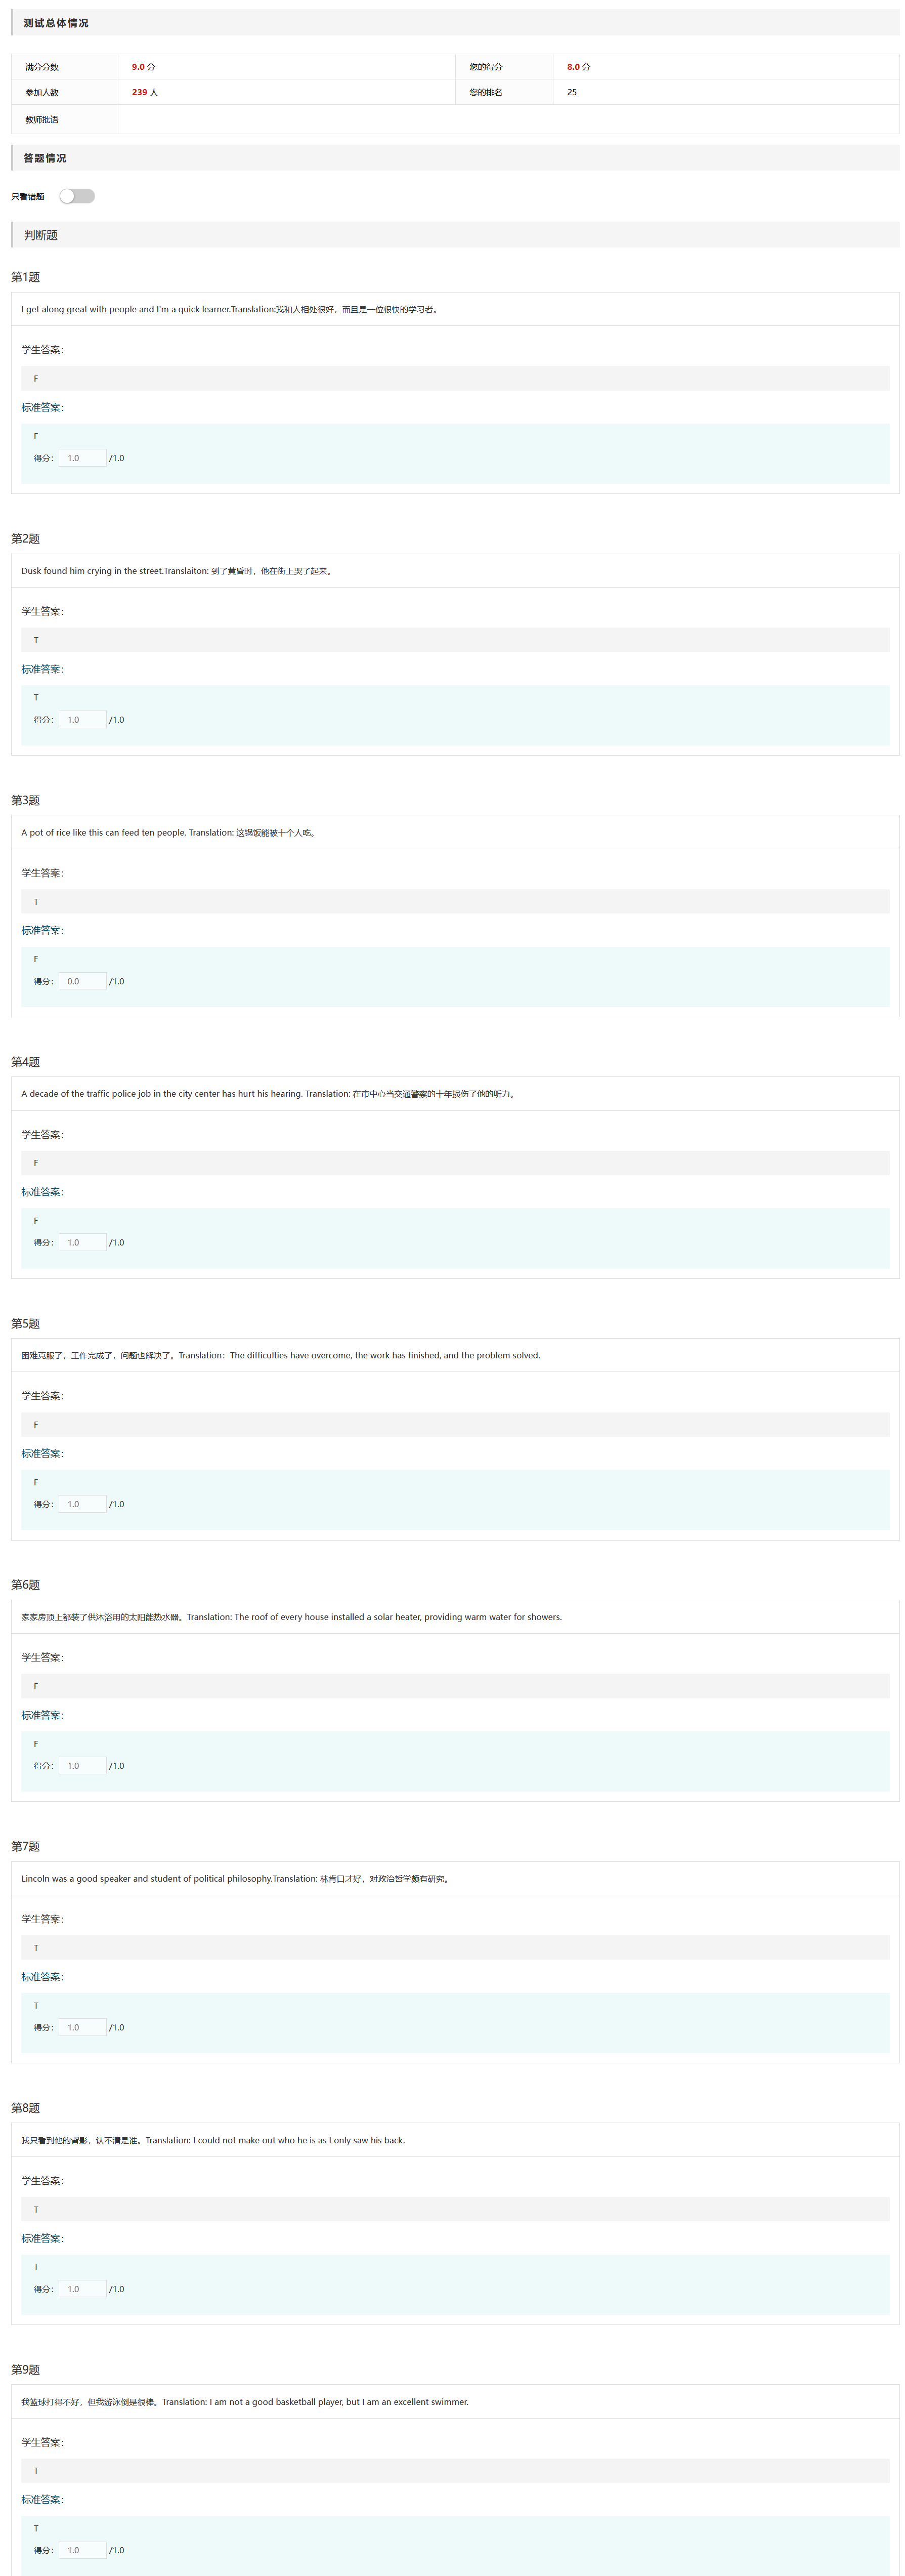 测试总体情况
满分分数 9.0 分 您的得分 8.0 分
参加人数 239 人 您的排名 25
教师批语
答题情况
只看错题
判断题
第1题
I get along great with people and I'm a quick learner.Translation:我和人相处很好，而且是一位很快的学习者。
学生答案：
F
标准答案：
F
得分： 1.0 /1.0
第2题
Dusk found him crying in the street.Translaiton: 到了黄昏时，他在街上哭了起来。
学生答案：
T
标准答案：
T
得分： 1.0 /1.0
第3题
A pot of rice like this can feed ten people. Translation: 这锅饭能被十个人吃。
学生答案：
T
标准答案：
F
得分： 0.0 /1.0
第4题
A decade of the traffic police job in the city center has hurt his hearing. Translation: 在市中心当交通警察的十年损伤了他的听力。
学生答案：
F
标准答案：
F
得分： 1.0 /1.0
第5题
困难克服了，工作完成了，问题也解决了。Translation：The difficulties have overcome, the work has finished, and the problem solved.
学生答案：
F
标准答案：
F
得分： 1.0 /1.0
第6题
家家房顶上都装了供沐浴用的太阳能热水器。Translation: The roof of every house installed a solar heater, providing warm water for showers.
学生答案：
F
标准答案：
F
得分： 1.0 /1.0
第7题
Lincoln was a good speaker and student of political philosophy.Translation: 林肯口才好，对政治哲学颇有研究。
学生答案：
T
标准答案：
T
得分： 1.0 /1.0
第8题
我只看到他的背影，认不清是谁。Translation: I could not make out who he is as I only saw his back.
学生答案：
T
标准答案：
T
得分： 1.0 /1.0
第9题
我篮球打得不好，但我游泳倒是很棒。Translation: I am not a good basketball player, but I am an excellent swimmer.
学生答案：
T
标准答案：
T
得分： 1.0 /1.0